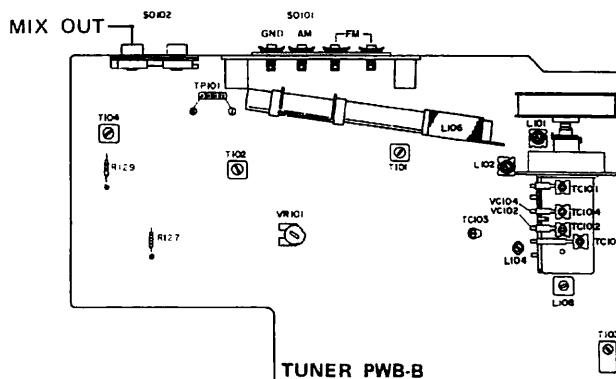 MIX OUT
SO102
SO101
GND AM FM
TP101
T104
R129
T102
L106
T101
L101
L102
TC101
VC104
TC104
VC102
TC102
R127
VR101
TC103
L104
L108
TUNER PWB-B